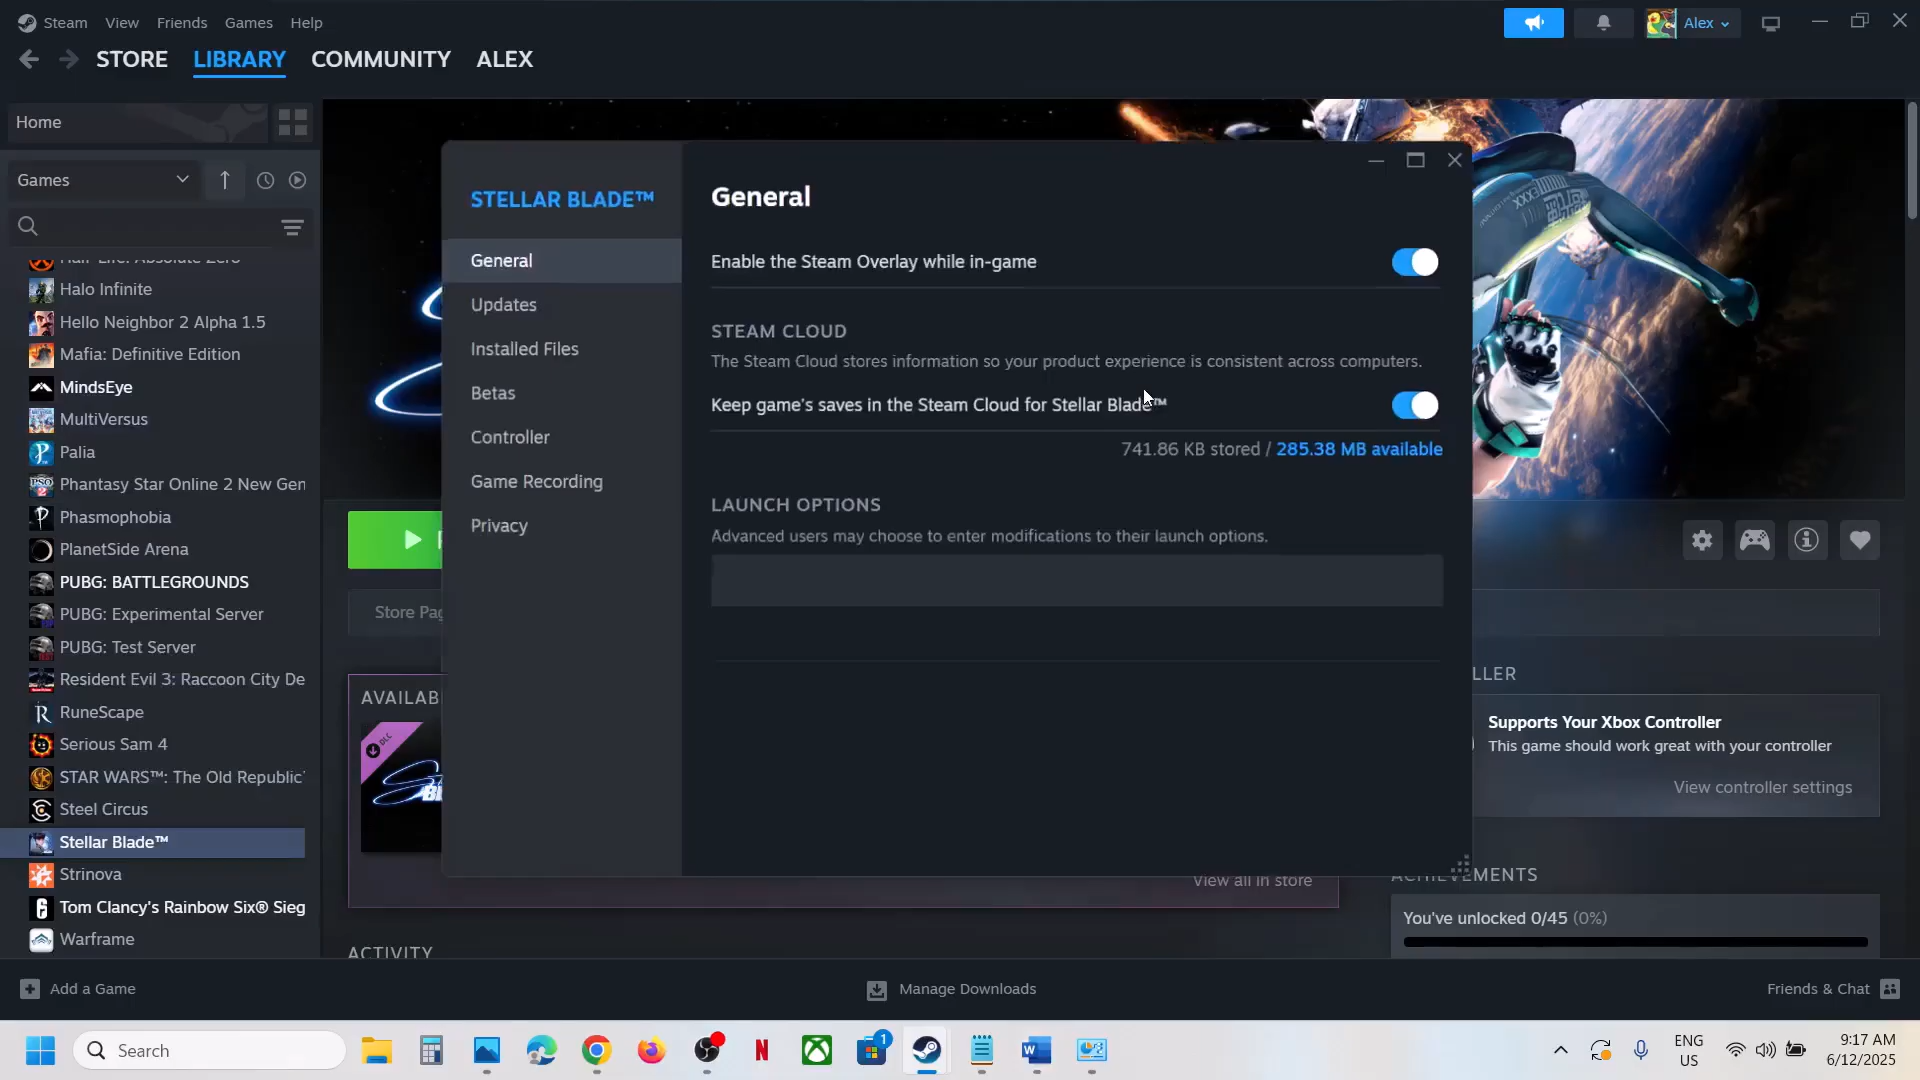 Steam View Friends Games Help
Alex
STORE LIBRARY COMMUNITY ALEX
Home
Games
Half-Life: Absolute Zero
Halo Infinite
Hello Neighbor 2 Alpha 1.5
Mafia: Definitive Edition
MindsEye
MultiVersus
Palia
Phantasy Star Online 2 New Gen
Phasmophobia
PlanetSide Arena
PUBG: BATTLEGROUNDS
PUBG: Experimental Server
PUBG: Test Server
Resident Evil 3: Raccoon City De
RuneScape
Serious Sam 4
STAR WARS™: The Old Republic
Steel Circus
Stellar Blade™
Strinova
Tom Clancy's Rainbow Six® Sieg
Warframe
STELLAR BLADE™
General
Updates
Installed Files
Betas
Controller
Game Recording
Privacy
General
Enable the Steam Overlay while in-game
STEAM CLOUD
The Steam Cloud stores information so your product experience is consistent across computers.
Keep game's saves in the Steam Cloud for Stellar Blade™
741.86 KB stored / 285.38 MB available
LAUNCH OPTIONS
Advanced users may choose to enter modifications to their launch options.
Store Pag
AVAILAB
DLC
View all in store
ACTIVITY
LLER
Supports Your Xbox Controller
This game should work great with your controller
View controller settings
ACHIEVEMENTS
You've unlocked 0/45 (0%)
Add a Game
Manage Downloads
Friends & Chat
Search
1
ENG
US
9:17 AM
6/12/2025